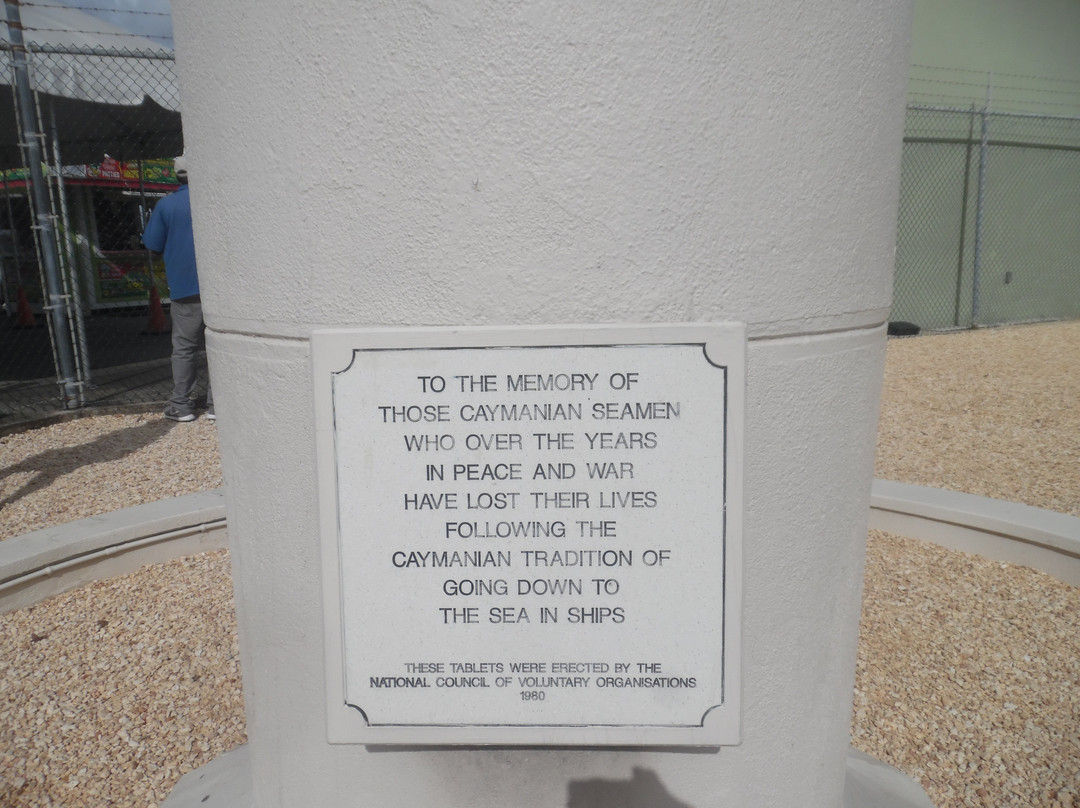 TO THE MEMORY OF
THOSE CAYMANIAN SEAMEN
WHO OVER THE YEARS
IN PEACE AND WAR
HAVE LOST THEIR LIVES
FOLLOWING THE
CAYMANIAN TRADITION OF
GOING DOWN TO
THE SEA IN SHIPS
THESE TABLETS WERE ERECTED BY THE
NATIONAL COUNCIL OF VOLUNTARY ORGANISATIONS
1980